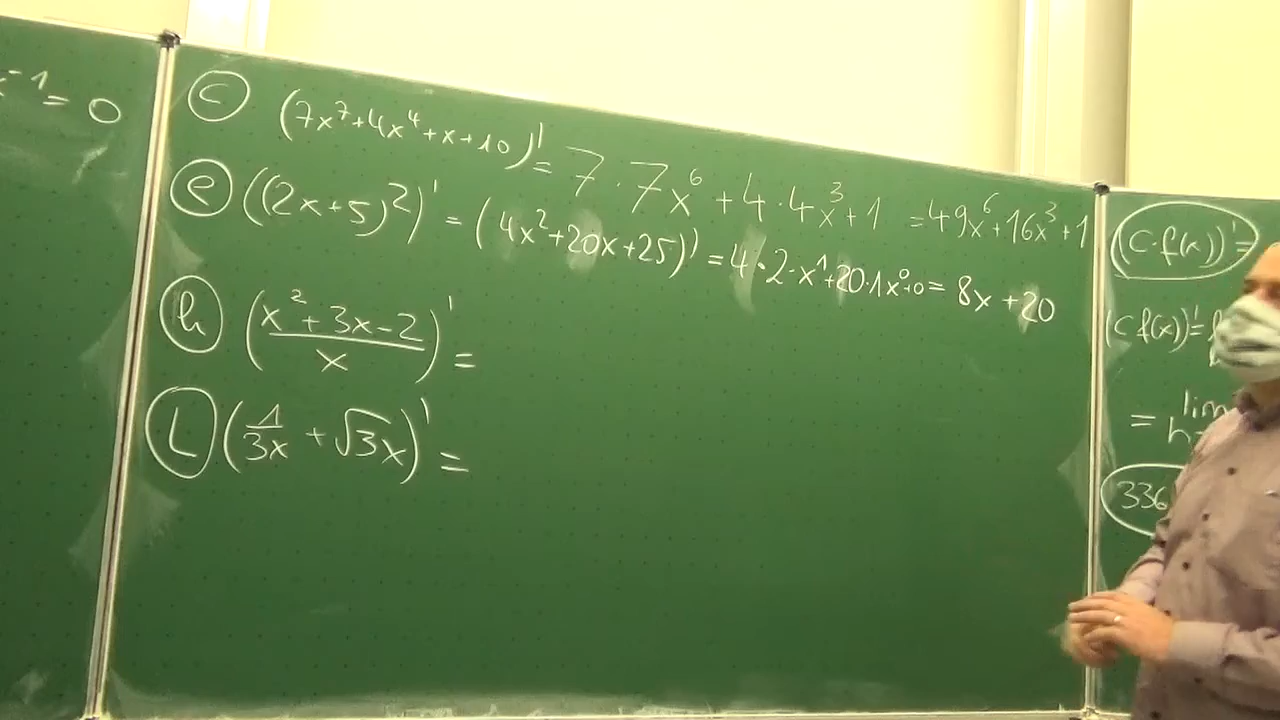 ⁻¹ = 0
c (7x⁷+4x⁴+x+10)' = 7·7x⁶+4·4x³+1 = 49x⁶+16x³+1
e ((2x+5)²)' = (4x²+20x+25)' = 4·2·x¹+20·1x⁰+0 = 8x+20
h ((x²+3x-2)/x)' =
L (1/3x + √3x)' =
(c·f(x))' =
(c f(x))' =
= lim
336